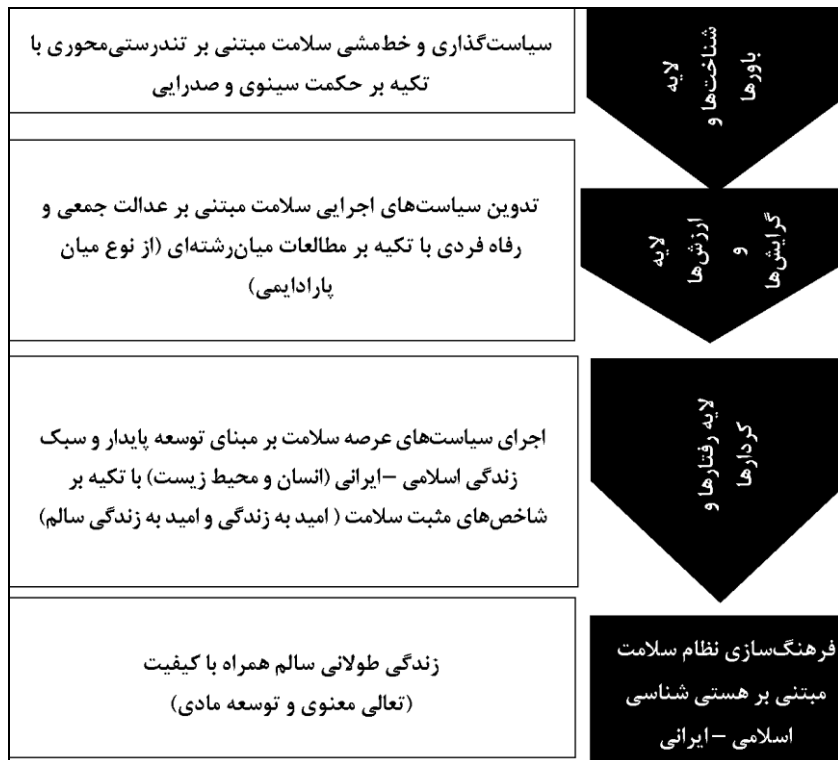 لایه
شناخت‌ها و
باورها
سیاست‌گذاری و خط‌مشی سلامت مبتنی بر تندرستی‌محوری با
تکیه بر حکمت سینوی و صدرایی
لایه
ارزش‌ها
و
گرایش‌ها
تدوین سیاست‌های اجرایی سلامت مبتنی بر عدالت جمعی و
رفاه فردی با تکیه بر مطالعات میان‌رشته‌ای (از نوع میان
پارادایمی)
لایه رفتارها و
کردارها
اجرای سیاست‌های عرصه سلامت بر مبنای توسعه پایدار و سبک
زندگی اسلامی –ایرانی (انسان و محیط زیست) با تکیه بر
شاخص‌های مثبت سلامت ( امید به زندگی و امید به زندگی سالم)
فرهنگ‌سازی نظام سلامت
مبتنی بر هستی شناسی
اسلامی –ایرانی
زندگی طولانی سالم همراه با کیفیت
(تعالی معنوی و توسعه مادی)